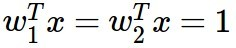 $w_1^T x = w_2^T x = 1$